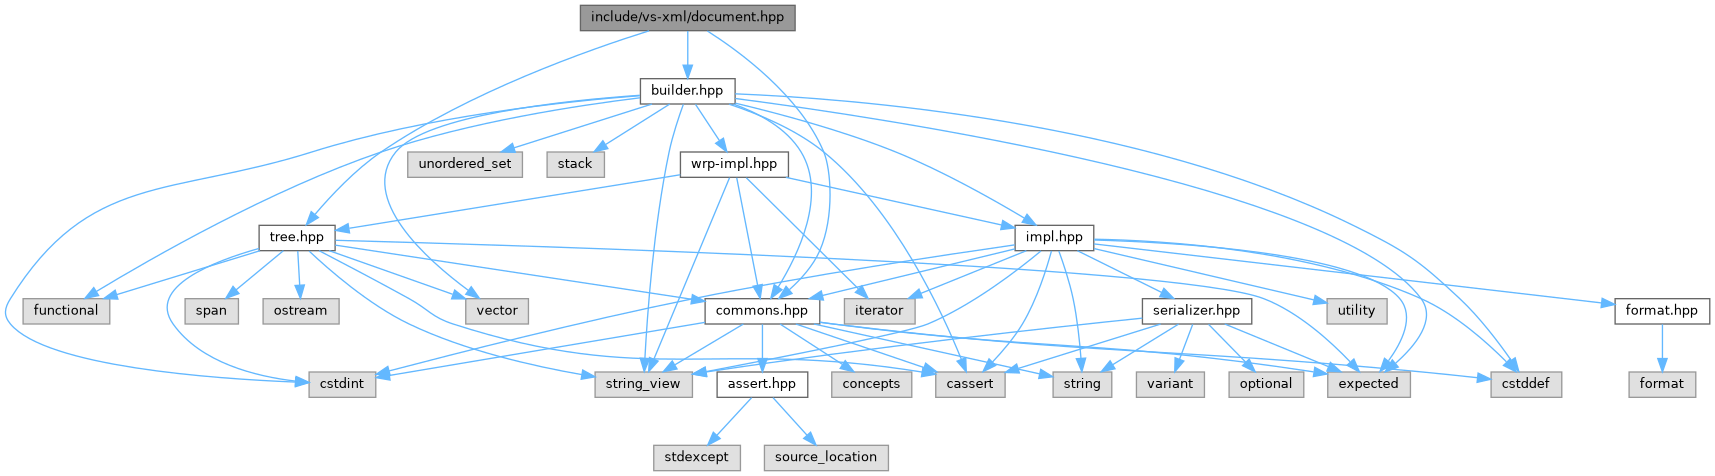 include/vs-xml/document.hpp
builder.hpp
unordered_set
stack
wrp-impl.hpp
tree.hpp
impl.hpp
functional
span
ostream
vector
commons.hpp
iterator
serializer.hpp
utility
format.hpp
cstdint
string_view
assert.hpp
concepts
cassert
string
variant
optional
expected
cstddef
format
stdexcept
source_location